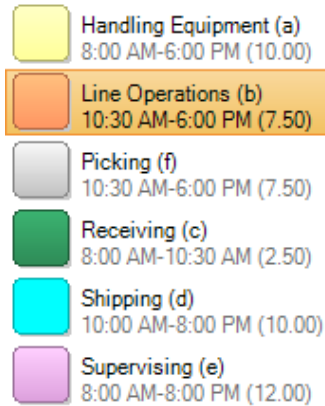 Handling Equipment (a)
8:00 AM-6:00 PM (10.00)
Line Operations (b)
10:30 AM-6:00 PM (7.50)
Picking (f)
10:30 AM-6:00 PM (7.50)
Receiving (c)
8:00 AM-10:30 AM (2.50)
Shipping (d)
10:00 AM-8:00 PM (10.00)
Supervising (e)
8:00 AM-8:00 PM (12.00)